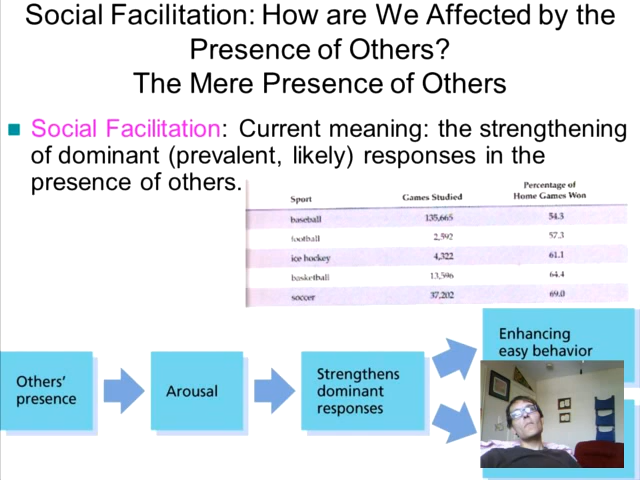 Social Facilitation: How are We Affected by the
Presence of Others?
The Mere Presence of Others
Social Facilitation: Current meaning: the strengthening
of dominant (prevalent, likely) responses in the
presence of others.
Percentage of
Sport Games Studied Home Games Won
baseball 135,665 54.3
football 2,592 57.3
ice hockey 4,322 61.1
basketball 13,596 64.4
soccer 37,202 69.0
Others'
presence
Arousal
Strengthens
dominant
responses
Enhancing
easy behavior